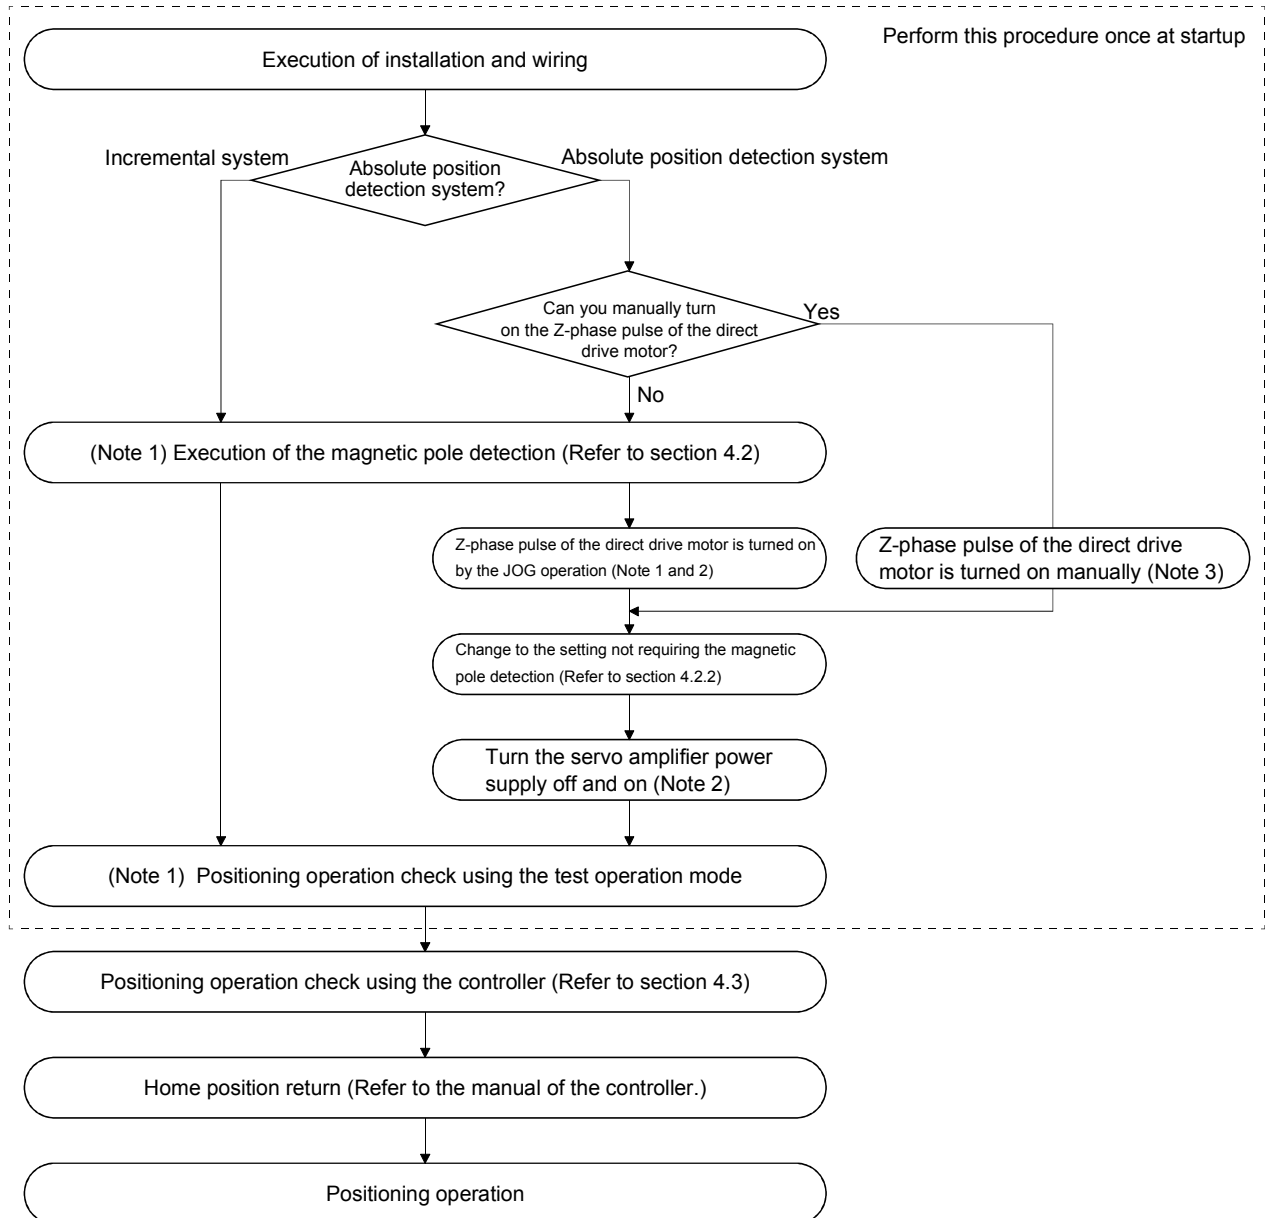 Perform this procedure once at startup
Execution of installation and wiring
Incremental system
Absolute position detection system
Absolute position
detection system?
Can you manually turn
on the Z-phase pulse of the direct
drive motor?
Yes
No
(Note 1) Execution of the magnetic pole detection (Refer to section 4.2)
Z-phase pulse of the direct drive motor is turned on
by the JOG operation (Note 1 and 2)
Z-phase pulse of the direct drive
motor is turned on manually (Note 3)
Change to the setting not requiring the magnetic
pole detection (Refer to section 4.2.2)
Turn the servo amplifier power
supply off and on (Note 2)
(Note 1) Positioning operation check using the test operation mode
Positioning operation check using the controller (Refer to section 4.3)
Home position return (Refer to the manual of the controller.)
Positioning operation